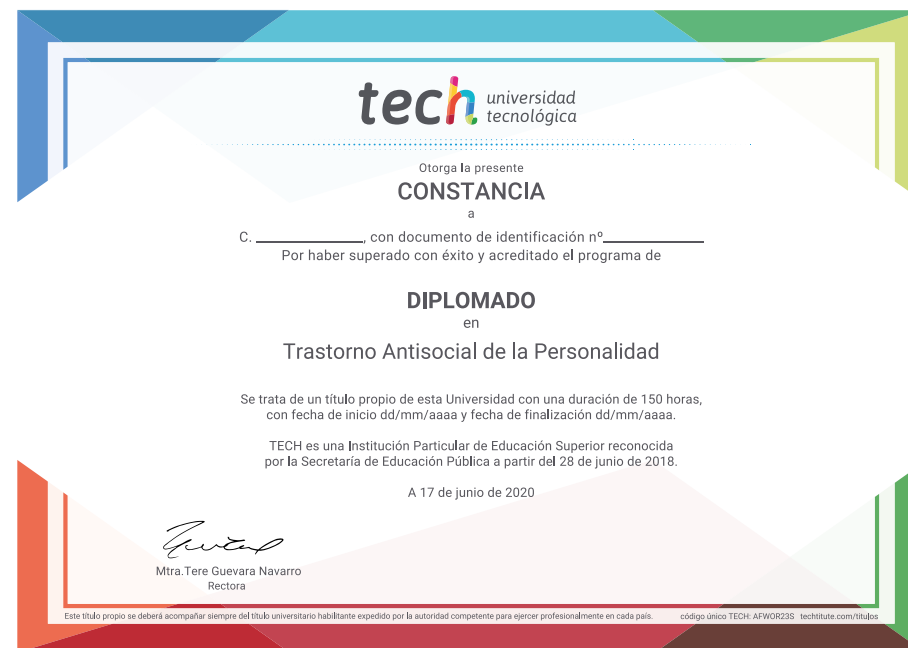 tech universidad
tecnológica
Otorga la presente
CONSTANCIA
a
C. ____________, con documento de identificación nº____________
Por haber superado con éxito y acreditado el programa de
DIPLOMADO
en
Trastorno Antisocial de la Personalidad
Se trata de un título propio de esta Universidad con una duración de 150 horas,
con fecha de inicio dd/mm/aaaa y fecha de finalización dd/mm/aaaa.
TECH es una Institución Particular de Educación Superior reconocida
por la Secretaría de Educación Pública a partir del 28 de junio de 2018.
A 17 de junio de 2020
Mtra.Tere Guevara Navarro
Rectora
Este título propio se deberá acompañar siempre del título universitario habilitante expedido por la autoridad competente para ejercer profesionalmente en cada país. código único TECH: AFWOR23S techtitute.com/titulos